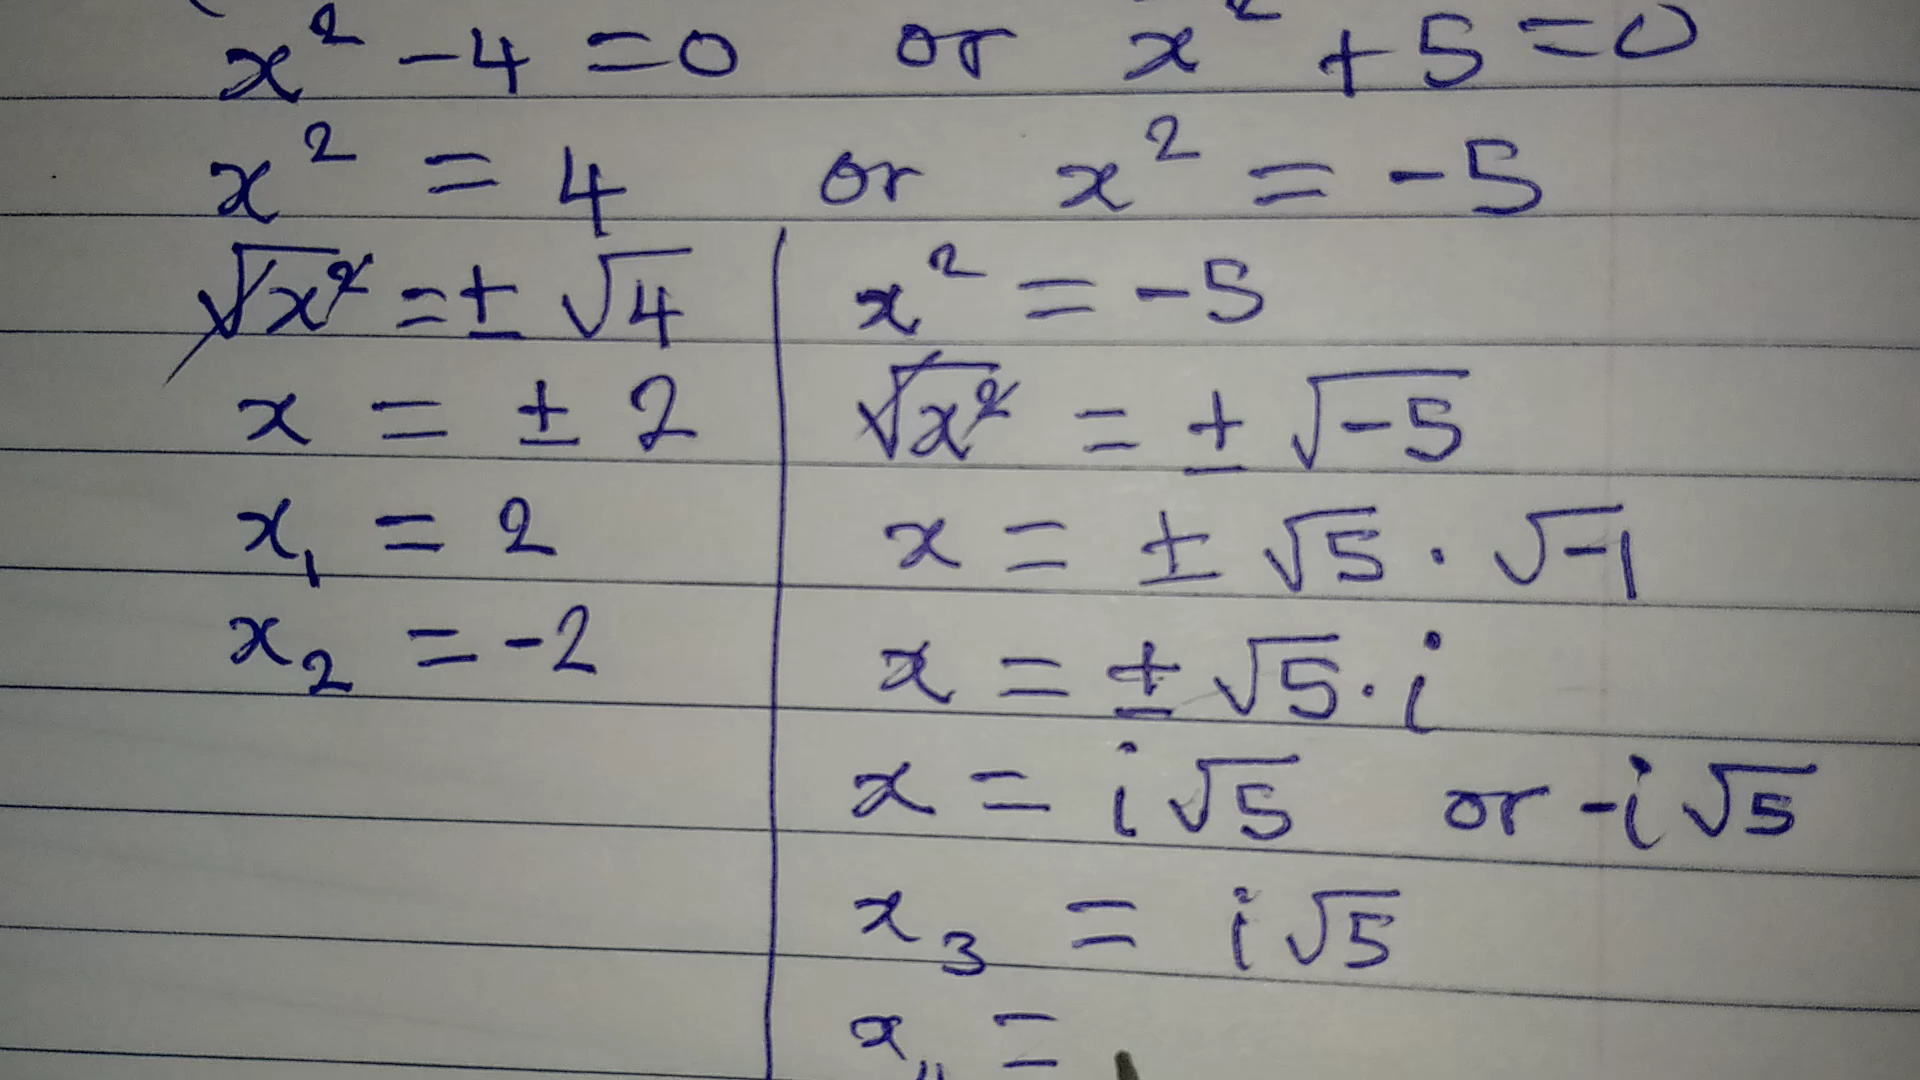 x² - 4 = 0 or x² + 5 = 0
x² = 4 or x² = -5
√x² = ± √4
x = ± 2
x₁ = 2
x₂ = -2
x² = -5
√x² = ± √-5
x = ± √5 . √-1
x = ± √5 . i
x = i√5 or -i√5
x₃ = i√5
x₄ =